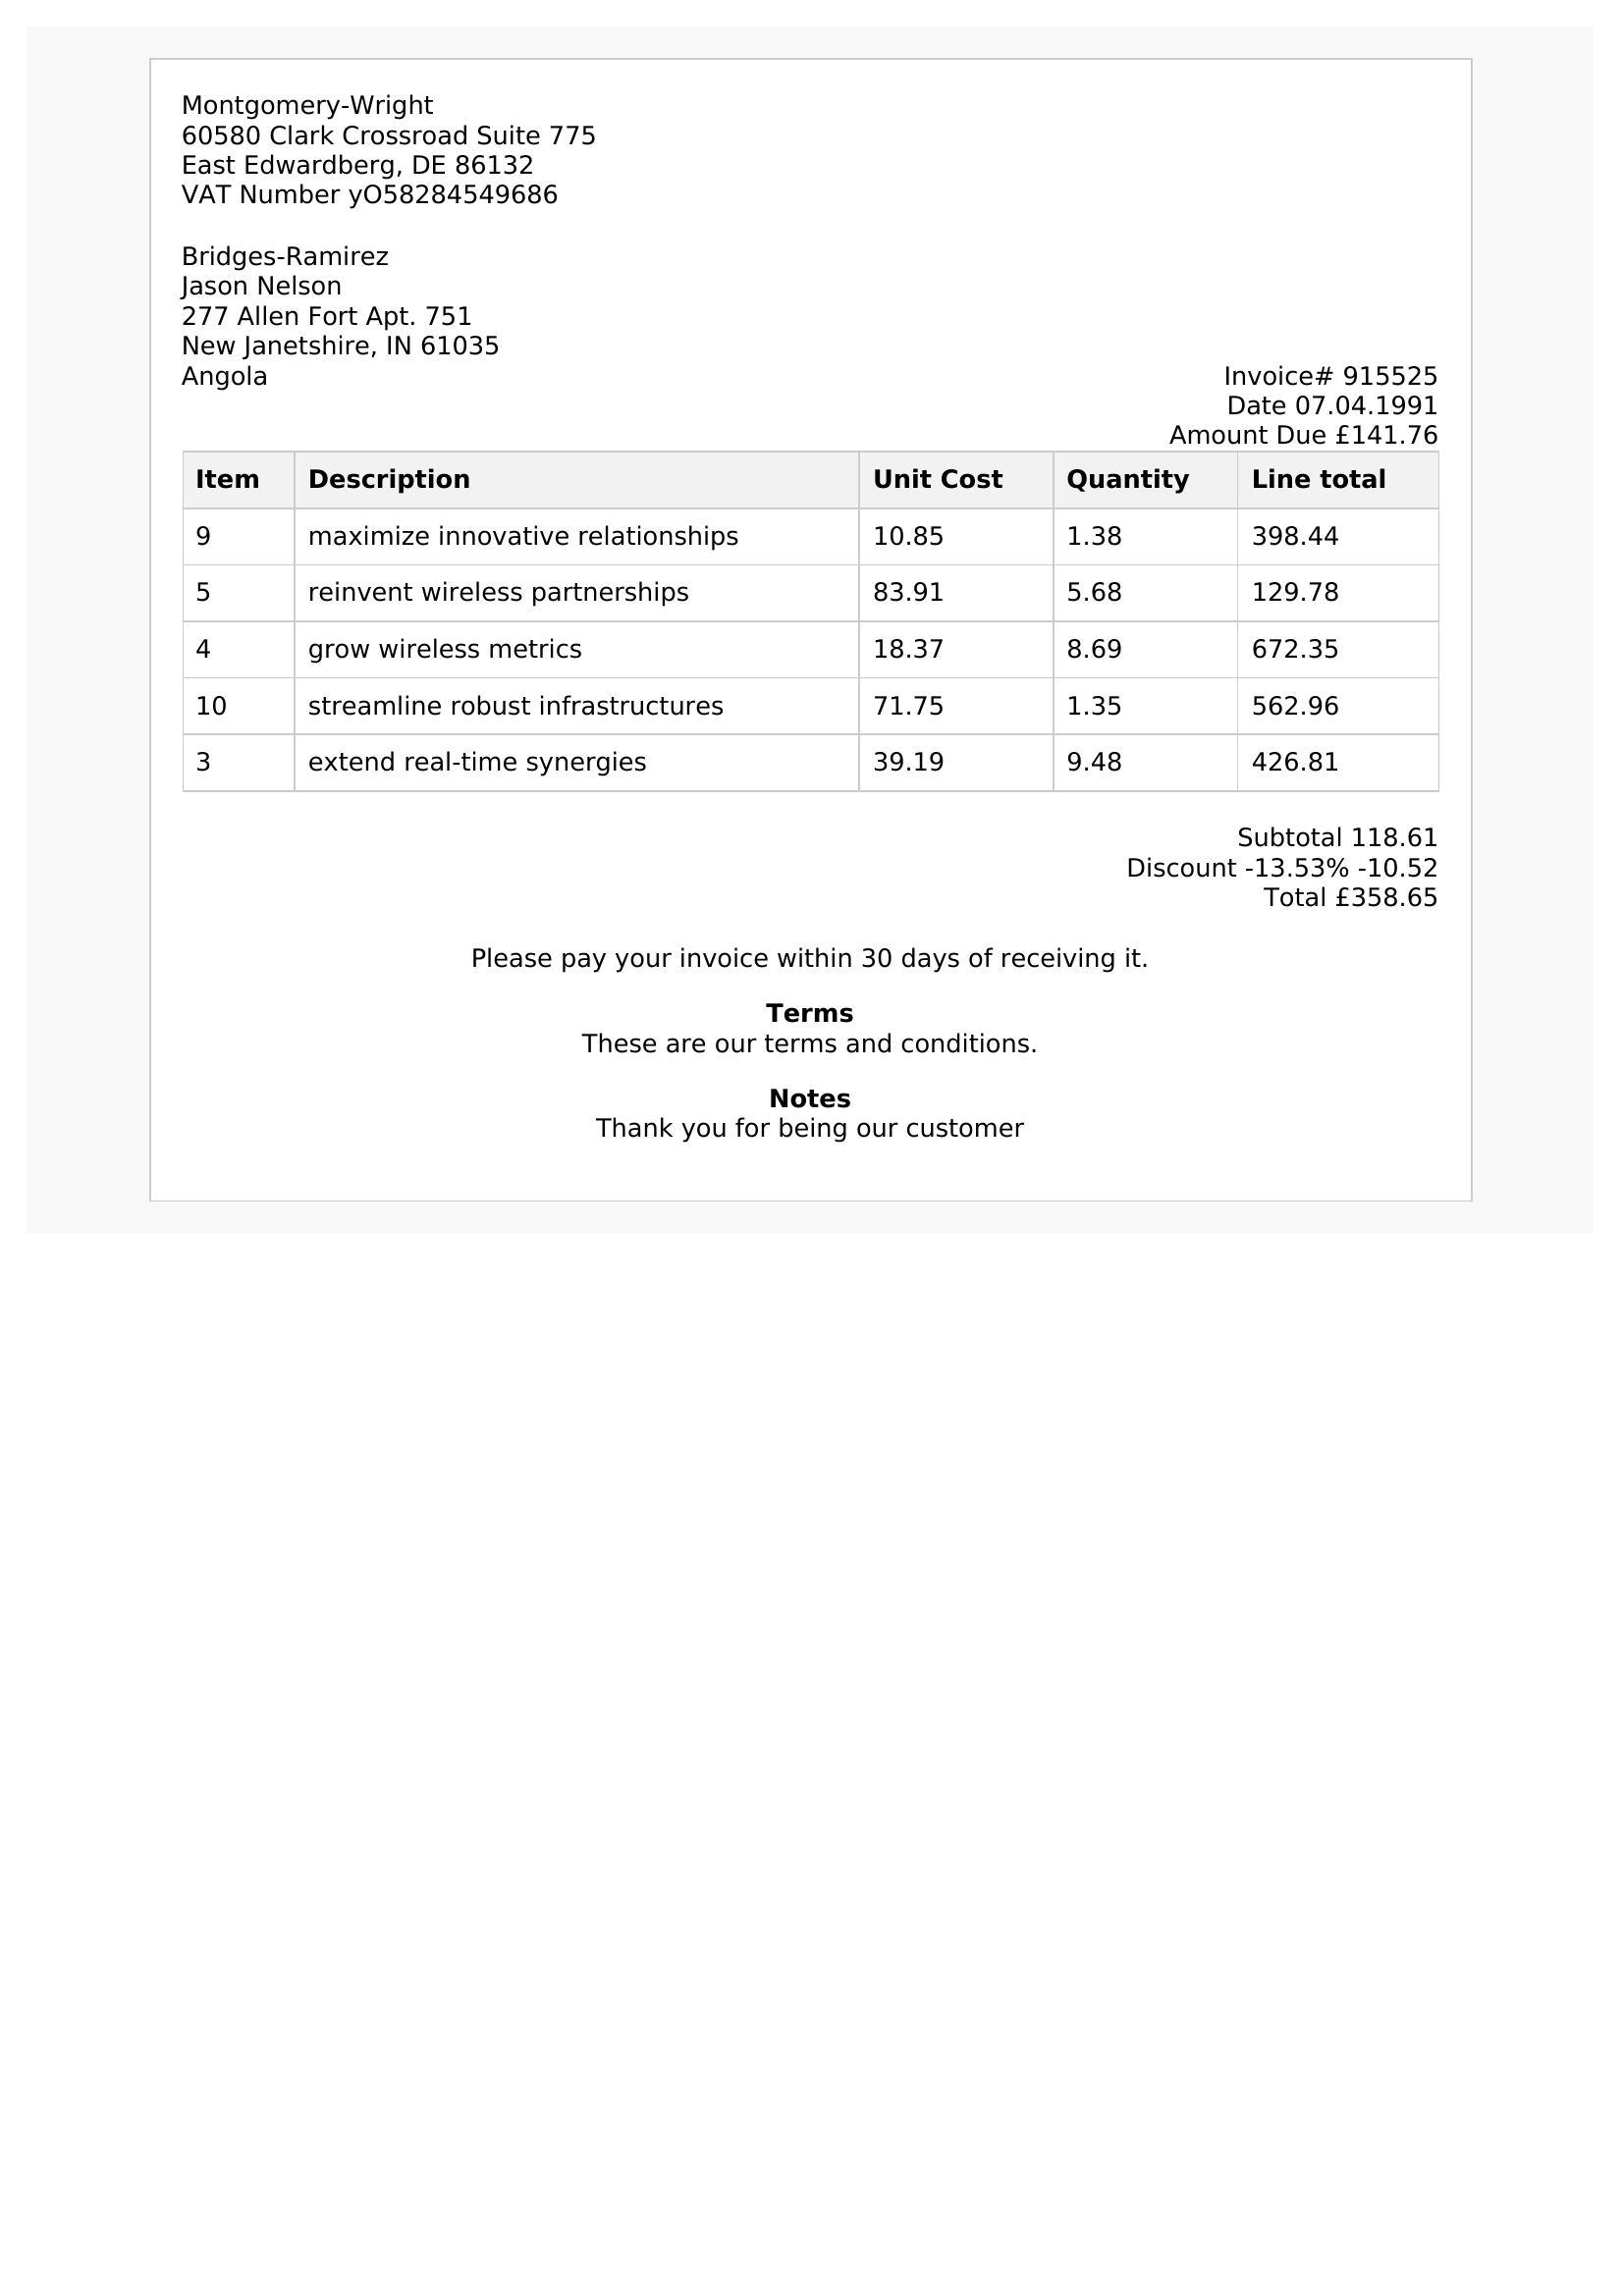 Montgomery-Wright
60580 Clark Crossroad Suite 775
East Edwardberg, DE 86132
VAT Number yO58284549686
Bridges-Ramirez
Jason Nelson
277 Allen Fort Apt. 751
New Janetshire, IN 61035
Angola
Invoice# 915525
Date 07.04.1991
Amount Due £141.76
Item Description Unit Cost Quantity Line total
9 maximize innovative relationships 10.85 1.38 398.44
5 reinvent wireless partnerships 83.91 5.68 129.78
4 grow wireless metrics 18.37 8.69 672.35
10 streamline robust infrastructures 71.75 1.35 562.96
3 extend real-time synergies 39.19 9.48 426.81
Subtotal 118.61
Discount -13.53% -10.52
Total £358.65
Please pay your invoice within 30 days of receiving it.
Terms
These are our terms and conditions.
Notes
Thank you for being our customer